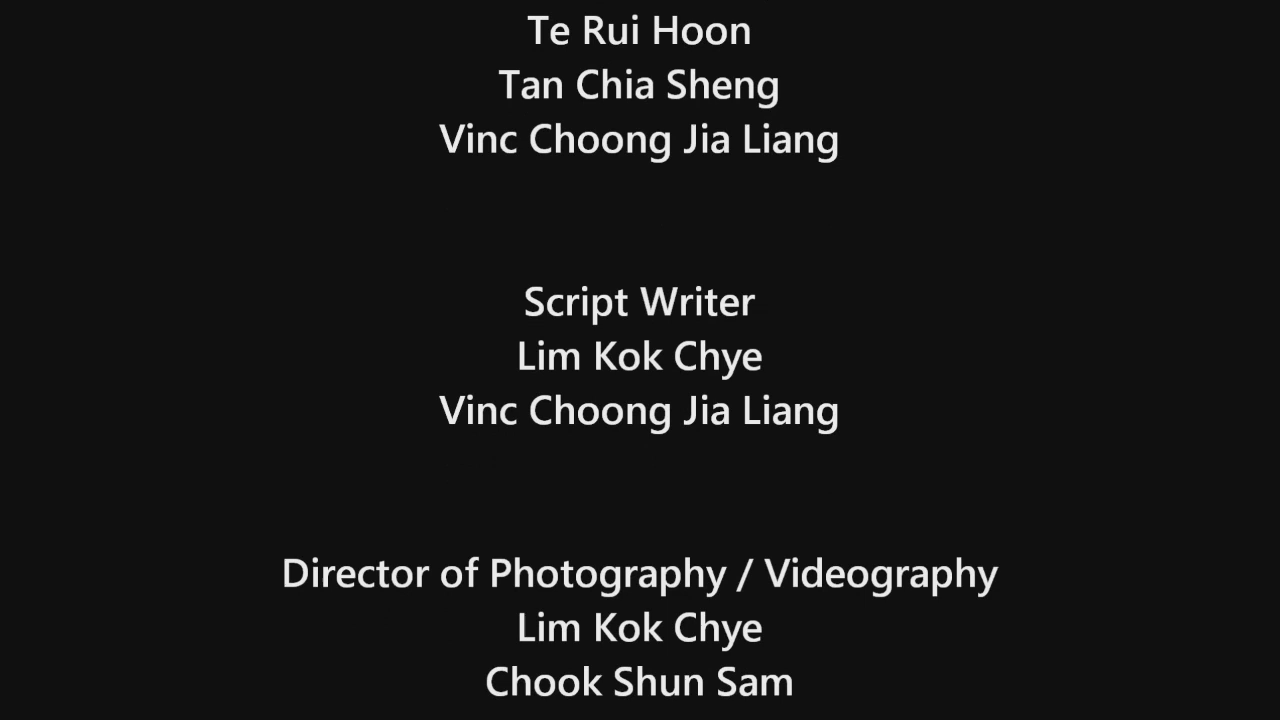 Te Rui Hoon
Tan Chia Sheng
Vinc Choong Jia Liang
Script Writer
Lim Kok Chye
Vinc Choong Jia Liang
Director of Photography / Videography
Lim Kok Chye
Chook Shun Sam